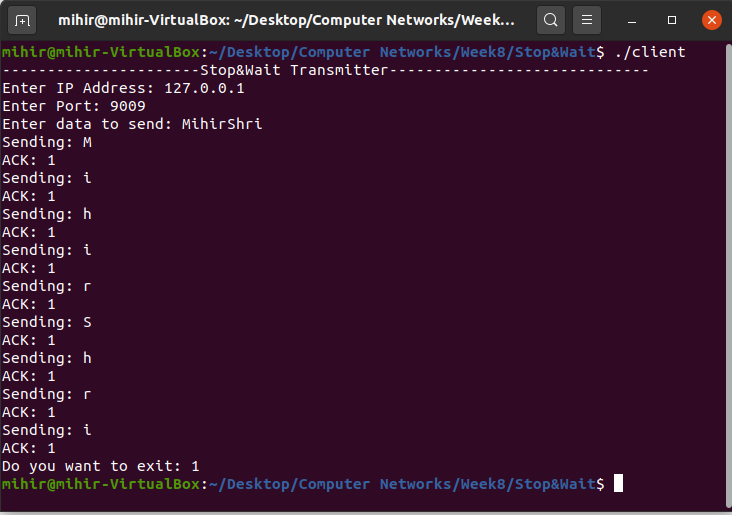 mihir@mihir-VirtualBox: ~/Desktop/Computer Networks/Week...
mihir@mihir-VirtualBox:~/Desktop/Computer Networks/Week8/Stop&Wait$ ./client
----------------------Stop&Wait Transmitter-----------------------------
Enter IP Address: 127.0.0.1
Enter Port: 9009
Enter data to send: MihirShri
Sending: M
ACK: 1
Sending: i
ACK: 1
Sending: h
ACK: 1
Sending: i
ACK: 1
Sending: r
ACK: 1
Sending: S
ACK: 1
Sending: h
ACK: 1
Sending: r
ACK: 1
Sending: i
ACK: 1
Do you want to exit: 1
mihir@mihir-VirtualBox:~/Desktop/Computer Networks/Week8/Stop&Wait$